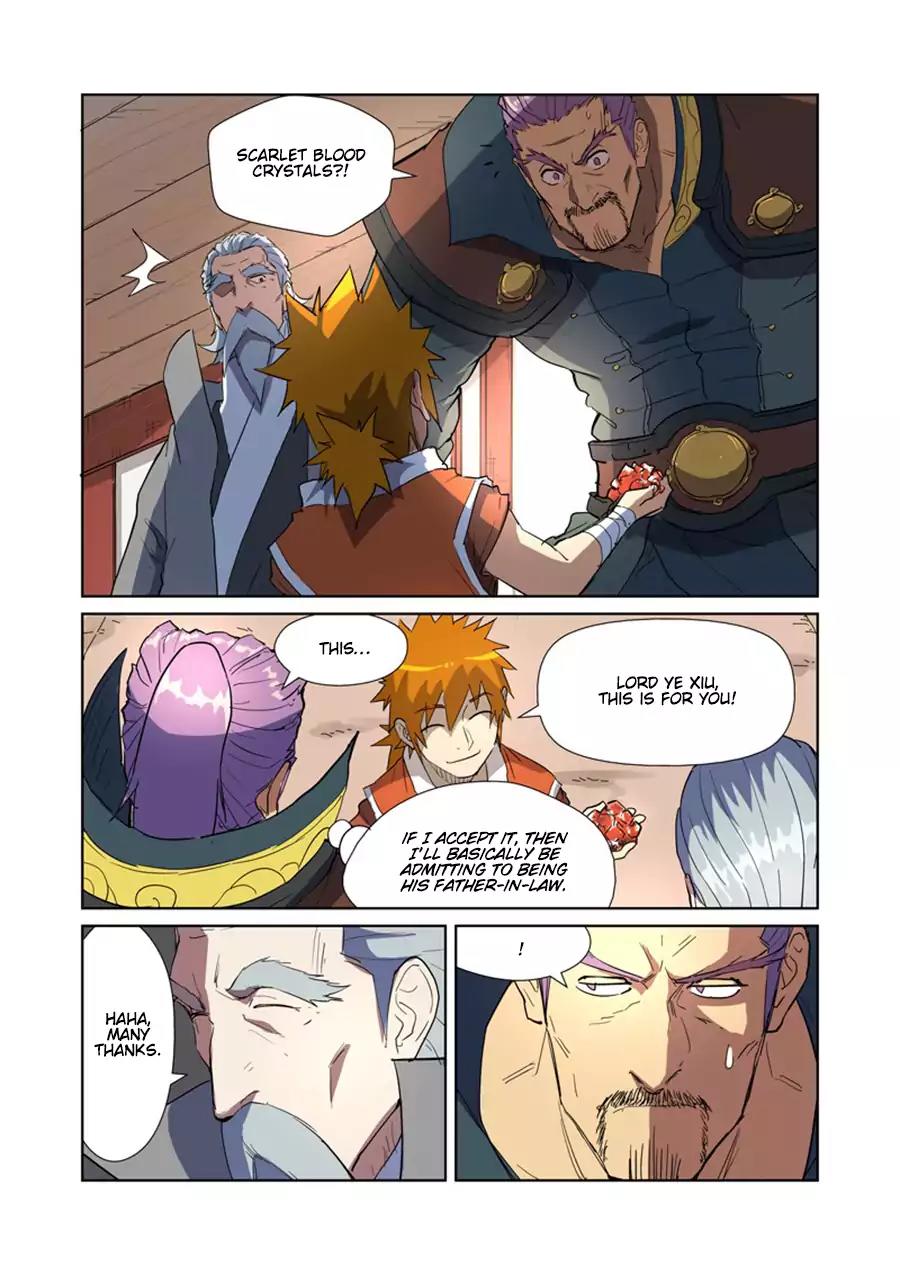 SCARLET BLOOD
CRYSTALS?!
THIS...
LORD YE XIU,
THIS IS FOR YOU!
IF I ACCEPT IT, THEN
I'LL BASICALLY BE
ADMITTING TO BEING
HIS FATHER-IN-LAW.
HAHA,
MANY
THANKS.
!